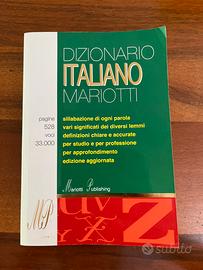 DIZIONARIO
ITALIANO
MARIOTTI
pagine
528
voci
33.000
sillabazione di ogni parola
vari significati dei diversi lemmi
definizioni chiare e accurate
per studio e per professione
per approfondimento
edizione aggiornata
Mariotti Publishing
MP
Z
subito